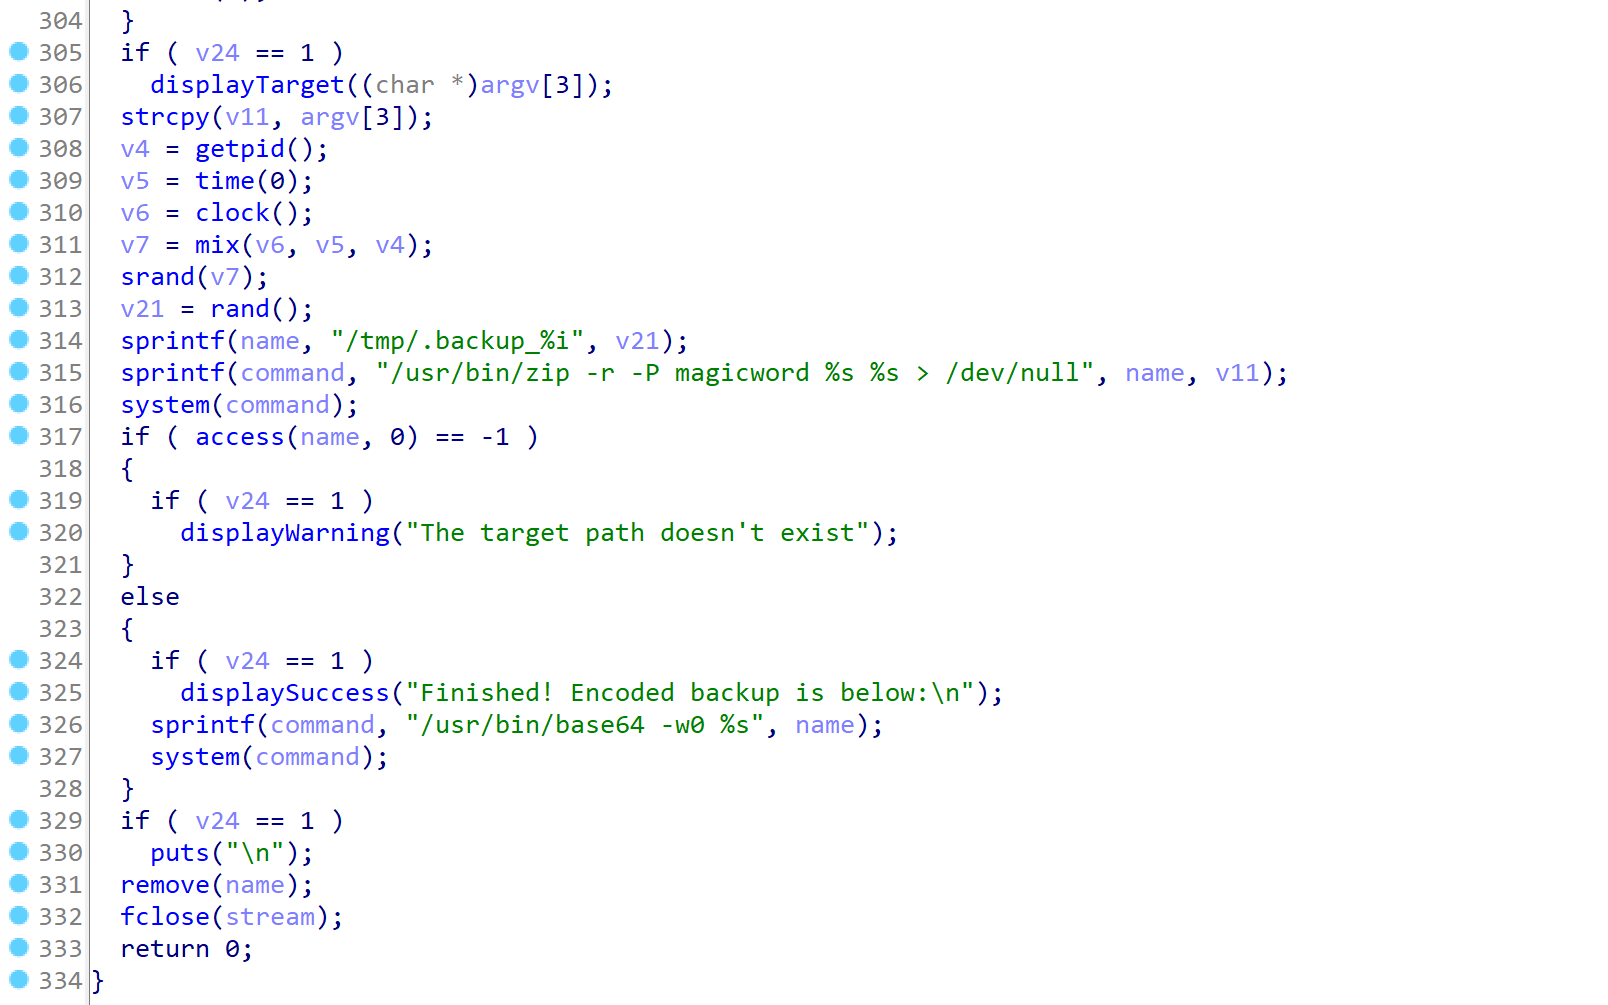 304 }
305 if ( v24 == 1 )
306 displayTarget((char *)argv[3]);
307 strcpy(v11, argv[3]);
308 v4 = getpid();
309 v5 = time(0);
310 v6 = clock();
311 v7 = mix(v6, v5, v4);
312 srand(v7);
313 v21 = rand();
314 sprintf(name, "/tmp/.backup_%i", v21);
315 sprintf(command, "/usr/bin/zip -r -P magicword %s %s > /dev/null", name, v11);
316 system(command);
317 if ( access(name, 0) == -1 )
318 {
319 if ( v24 == 1 )
320 displayWarning("The target path doesn't exist");
321 }
322 else
323 {
324 if ( v24 == 1 )
325 displaySuccess("Finished! Encoded backup is below:\n");
326 sprintf(command, "/usr/bin/base64 -w0 %s", name);
327 system(command);
328 }
329 if ( v24 == 1 )
330 puts("\n");
331 remove(name);
332 fclose(stream);
333 return 0;
334 }